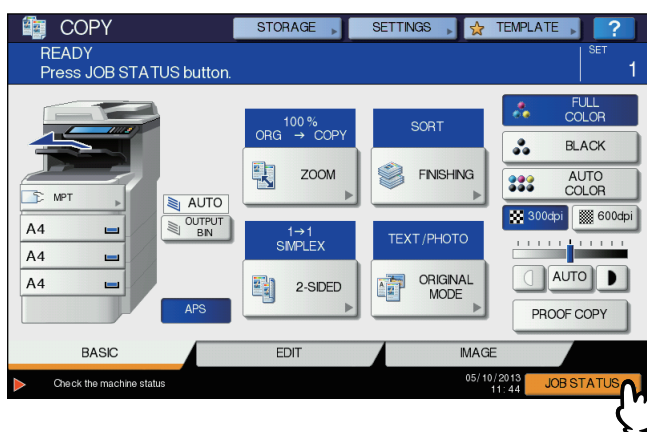 COPY
STORAGE
SETTINGS
TEMPLATE
?
READY
Press JOB STATUS button.
SET
1
MPT
A4
A4
A4
AUTO
OUTPUT
BIN
APS
100 %
ORG → COPY
ZOOM
SORT
FINISHING
1→1
SIMPLEX
2-SIDED
TEXT/PHOTO
ORIGINAL
MODE
FULL
COLOR
BLACK
AUTO
COLOR
300dpi
600dpi
AUTO
PROOF COPY
BASIC
EDIT
IMAGE
Check the machine status
05/10/2013
11:44
JOB STATUS